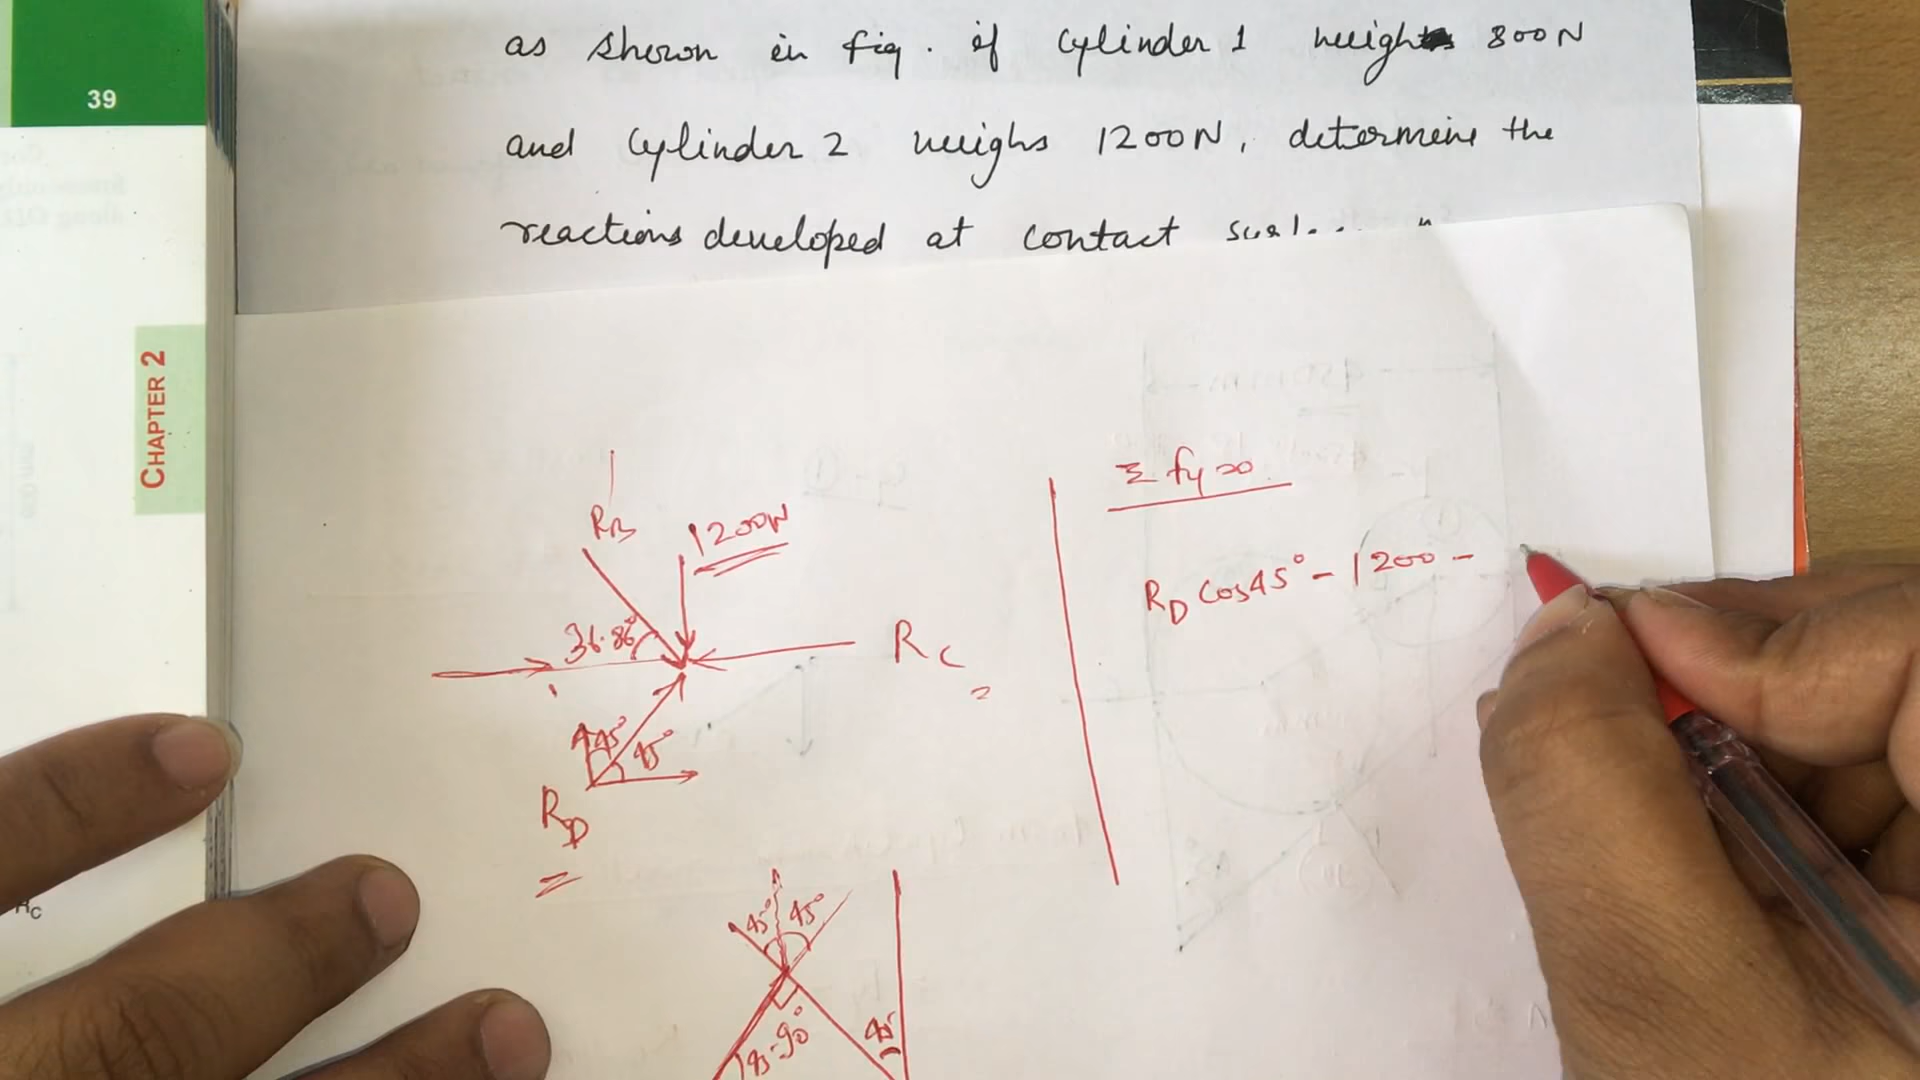 39
CHAPTER 2
as shown in fig. if cylinder 1 weighs 800N
and cylinder 2 weighs 1200N, determine the
reactions developed at contact
RB
1200N
36.86°
RC
45°
45°
RD
Σfy=0
RD Cos45° - 1200 -
45° 45°
90°
45°
RC